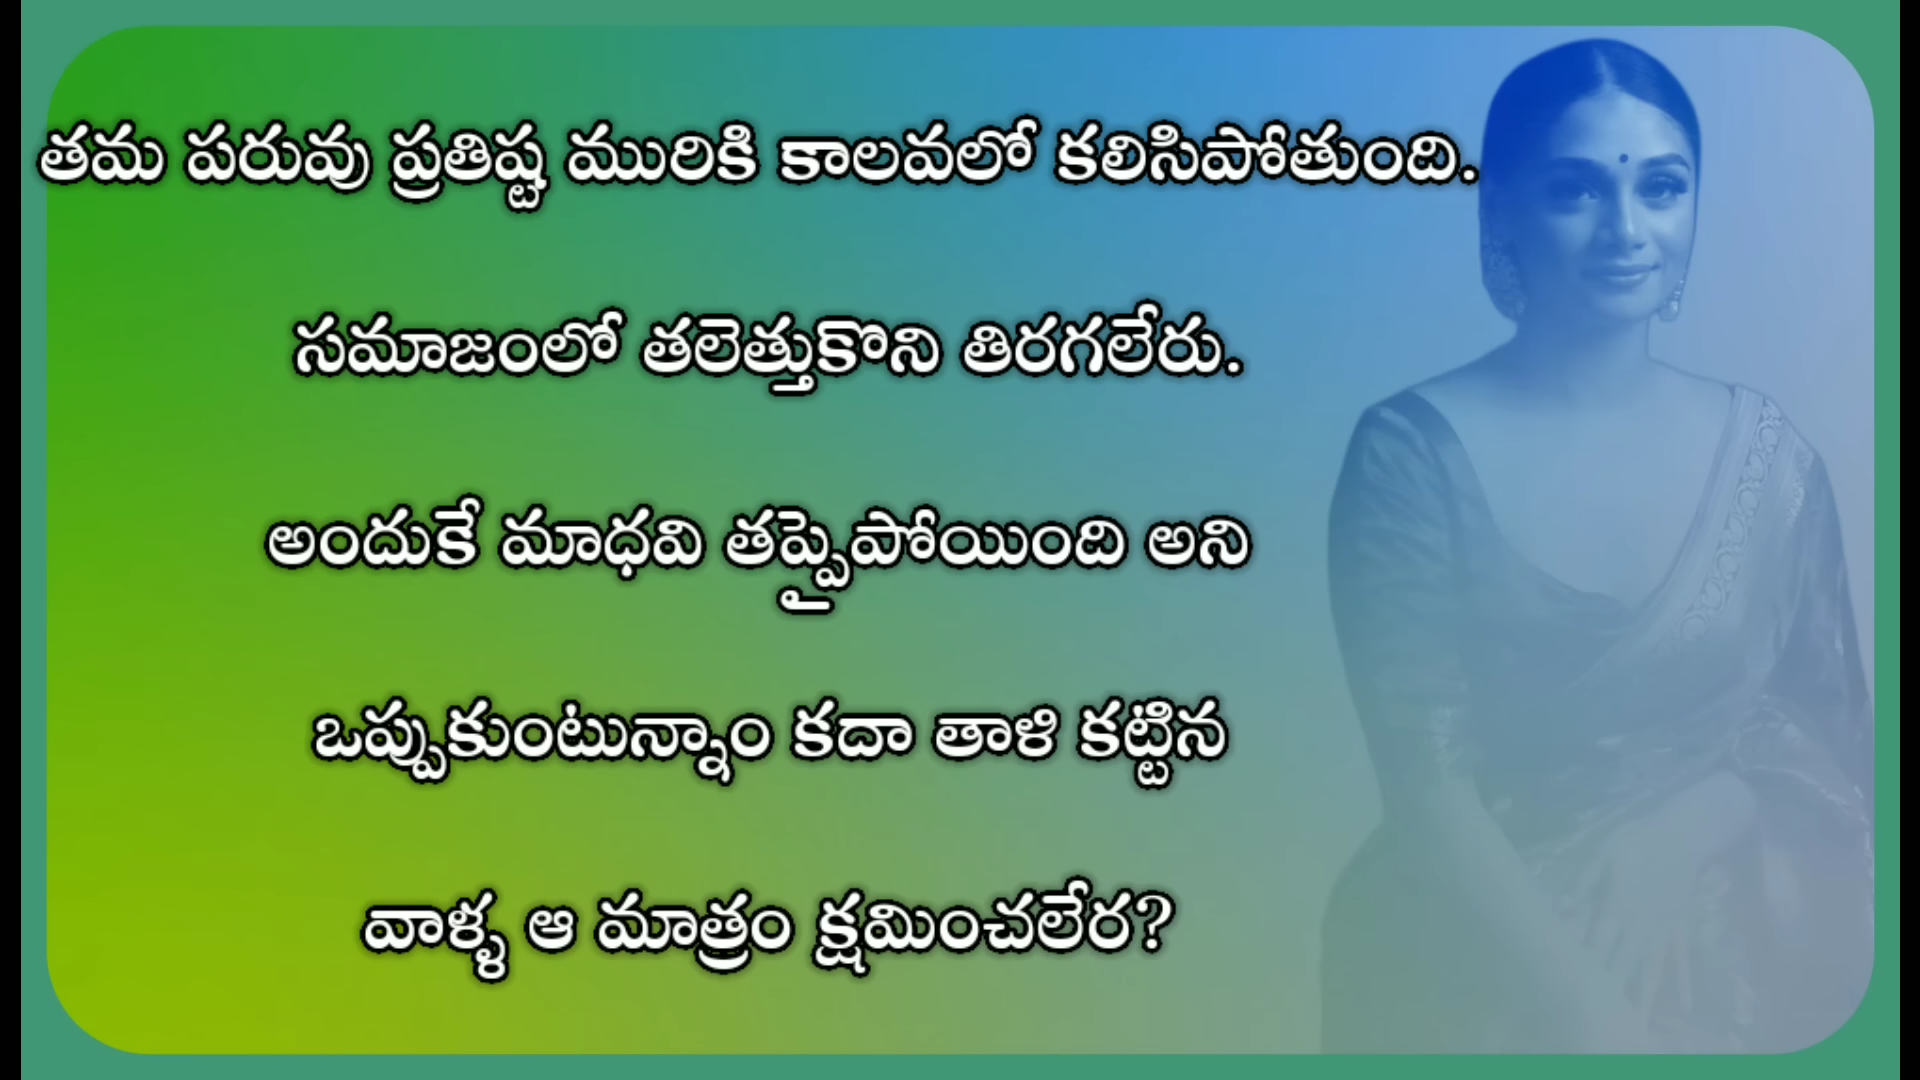 తమ పరువు ప్రతిష్ట మురికి కాలవలో కలిసిపోతుంది.
సమాజంలో తలెత్తుకొని తిరగలేరు.
అందుకే మాధవి తప్పైపోయింది అని
ఒప్పుకుంటున్నాం కదా తాళి కట్టిన
వాళ్ళ ఆ మాత్రం క్షమించలేర?